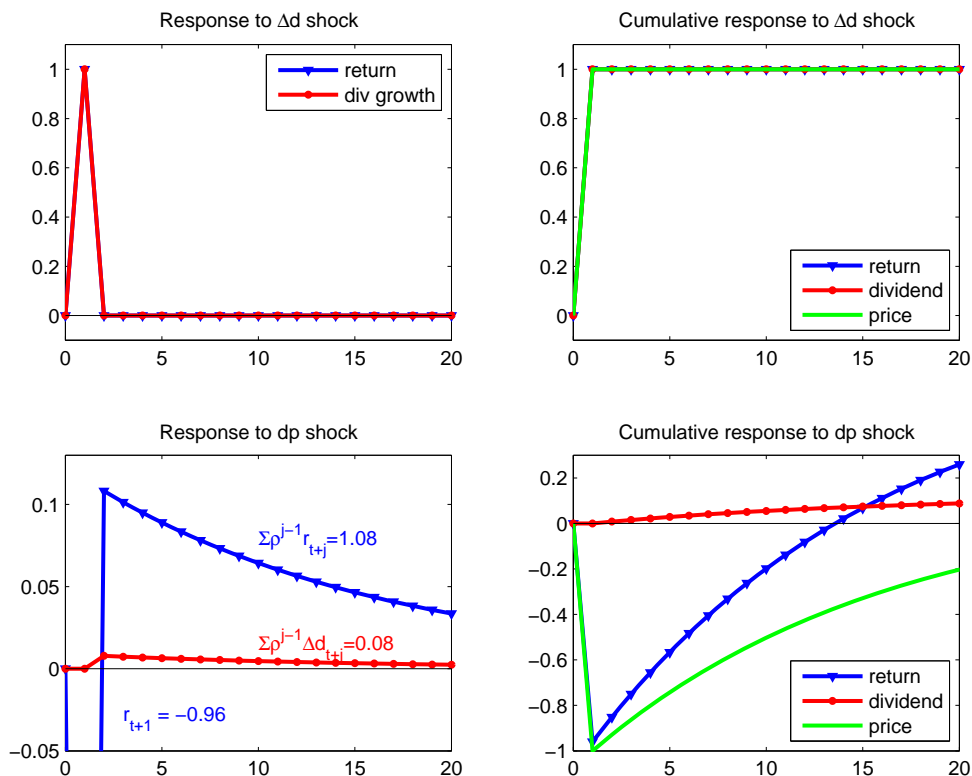 Response to Δd shock
1
0.8
0.6
0.4
0.2
0
0 5 10 15 20
return
div growth
Cumulative response to Δd shock
1
0.8
0.6
0.4
0.2
0
0 5 10 15 20
return
dividend
price
Response to dp shock
0.1
0.05
0
−0.05
0 5 10 15 20
Σρ^{j−1}r_{t+j}=1.08
Σρ^{j−1}Δd_{t+j}=0.08
r_{t+1} = −0.96
Cumulative response to dp shock
0.2
0
−0.2
−0.4
−0.6
−0.8
−1
0 5 10 15 20
return
dividend
price